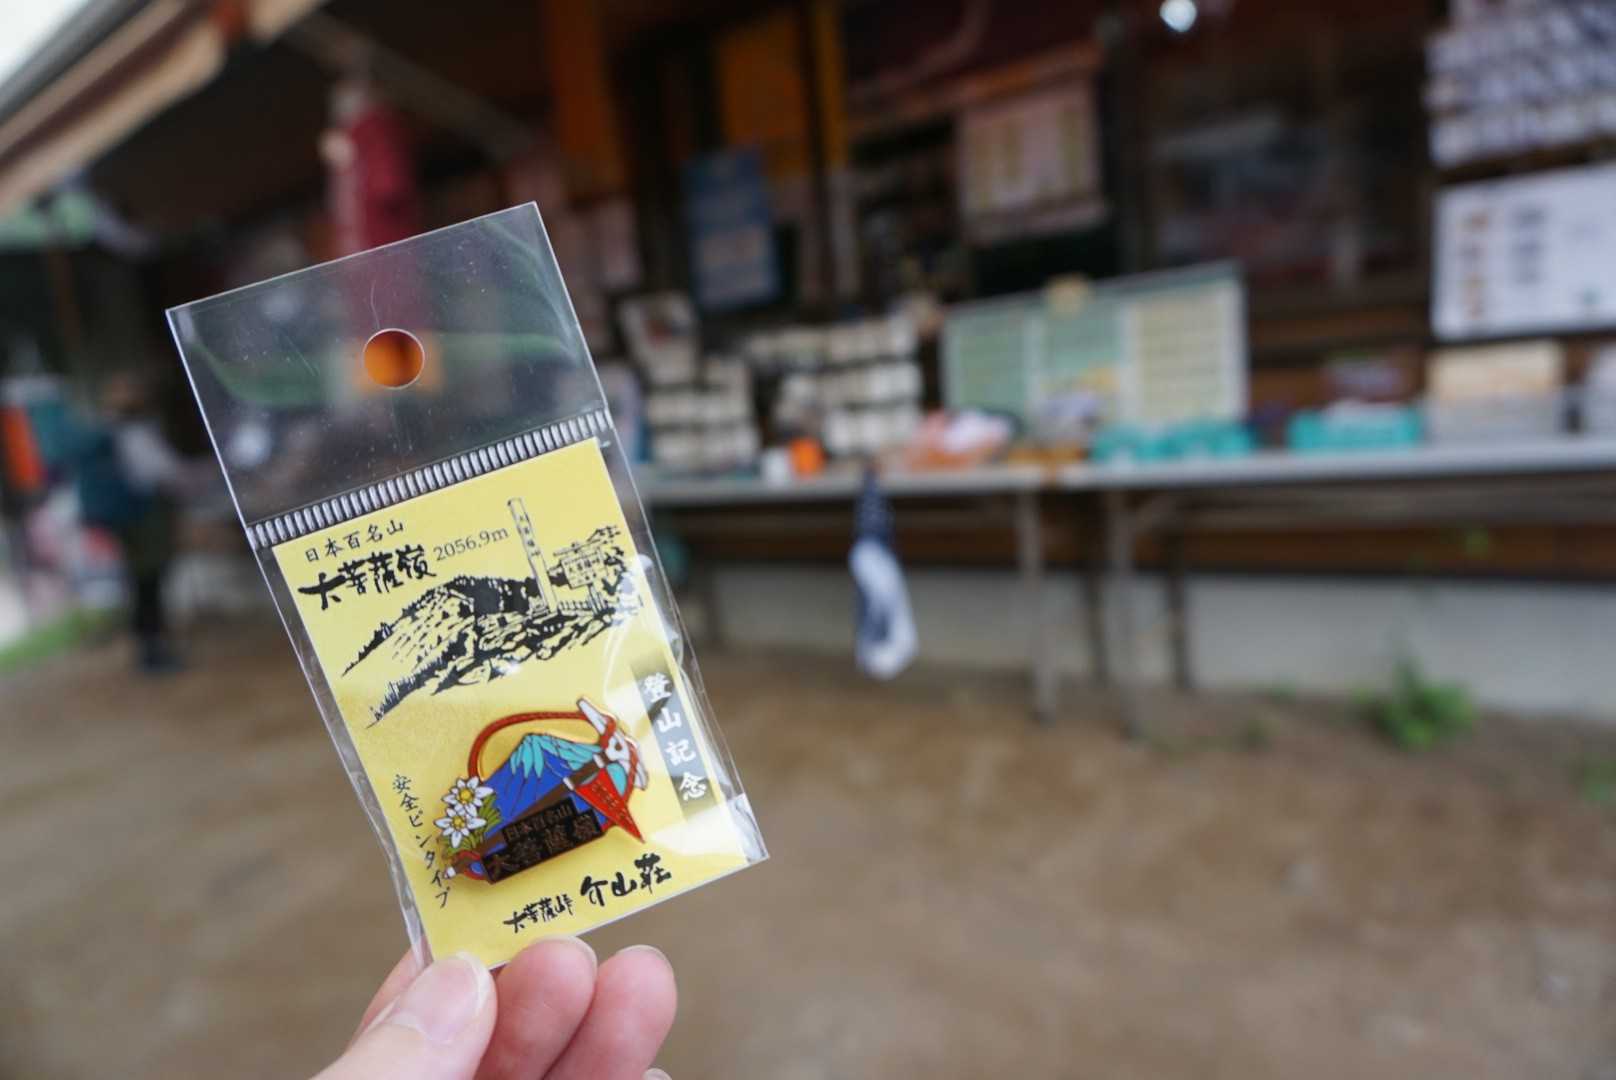 日本百名山
大菩薩嶺 2056.9m
登山記念
安全ピンタイプ
日本百名山
大菩薩嶺
大菩薩峠 介山荘